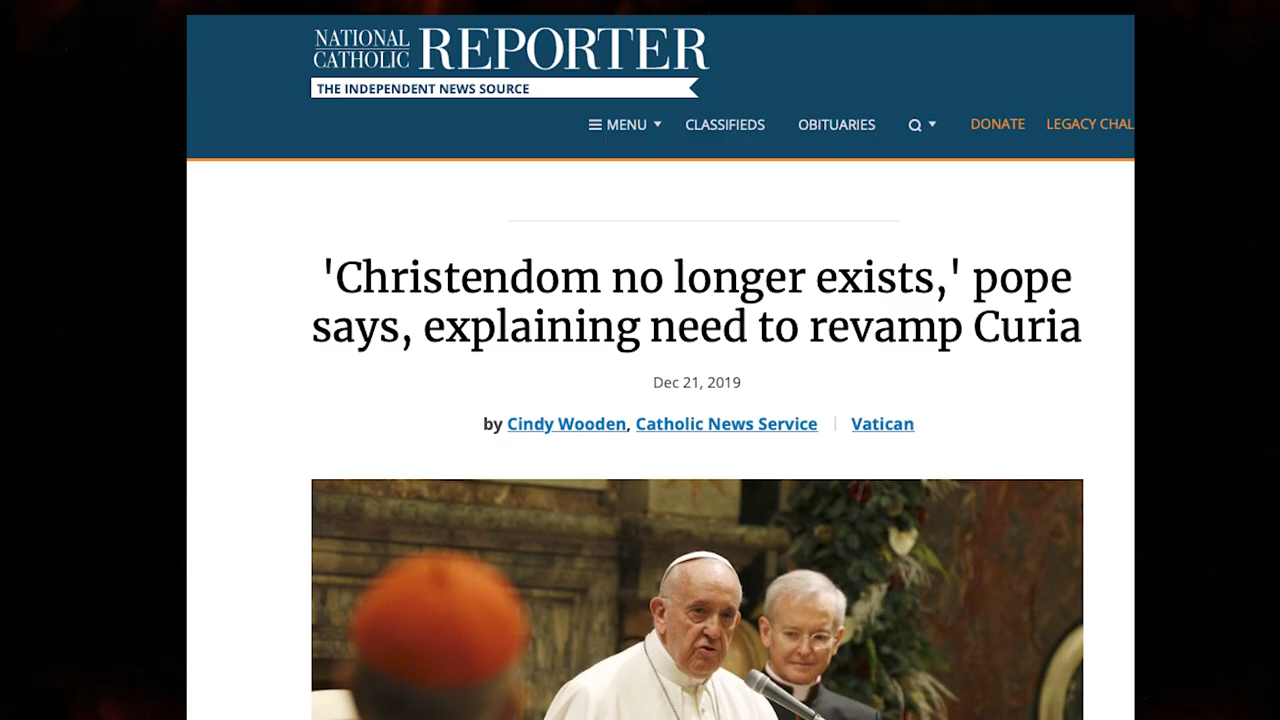 NATIONAL
CATHOLIC
REPORTER
THE INDEPENDENT NEWS SOURCE
MENU CLASSIFIEDS OBITUARIES DONATE LEGACY CHAL
'Christendom no longer exists,' pope
says, explaining need to revamp Curia
Dec 21, 2019
by Cindy Wooden, Catholic News Service | Vatican